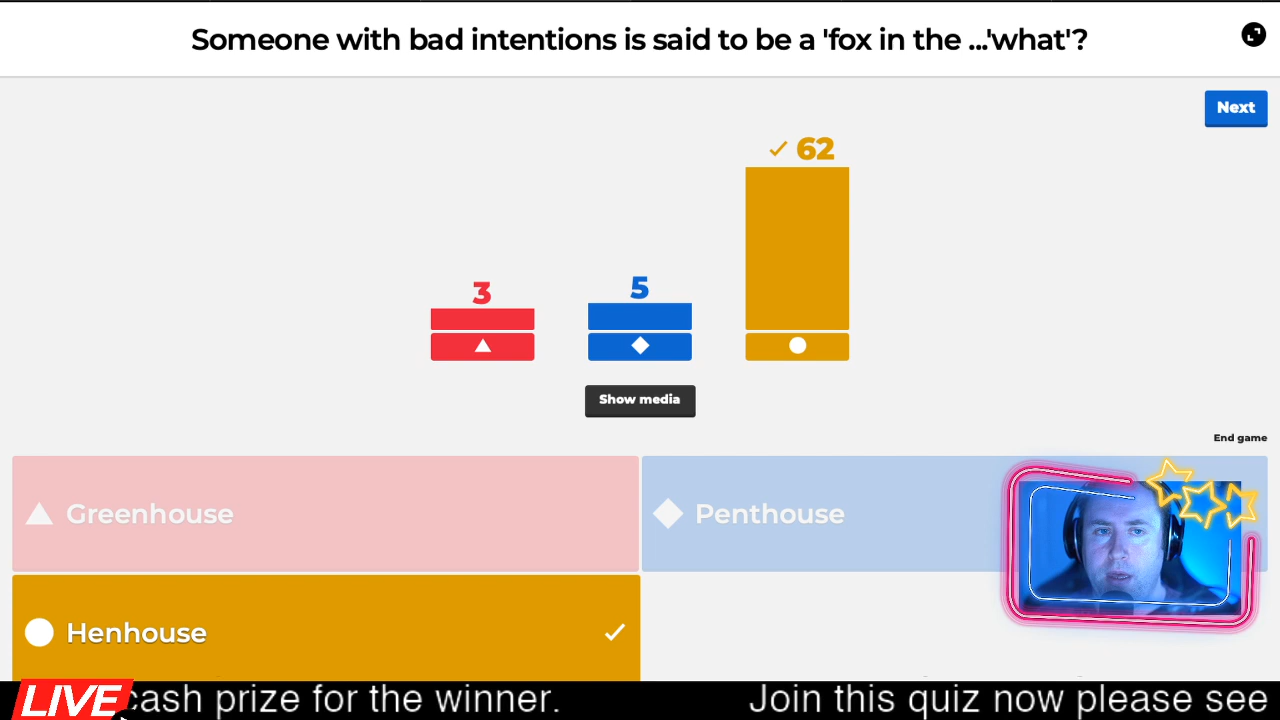 Someone with bad intentions is said to be a 'fox in the ...'what'?
Next
62
3
5
Show media
End game
Greenhouse
Penthouse
Henhouse
LIVE cash prize for the winner. Join this quiz now please see